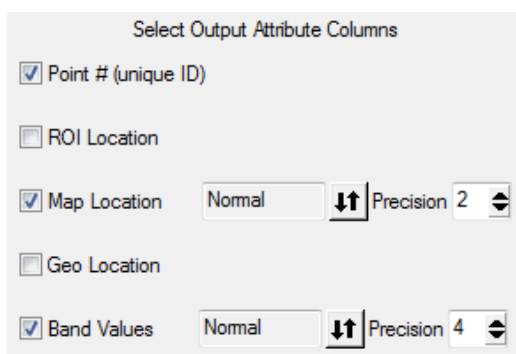 Select Output Attribute Columns
Point # (unique ID)
ROI Location
Map Location Normal Precision 2
Geo Location
Band Values Normal Precision 4